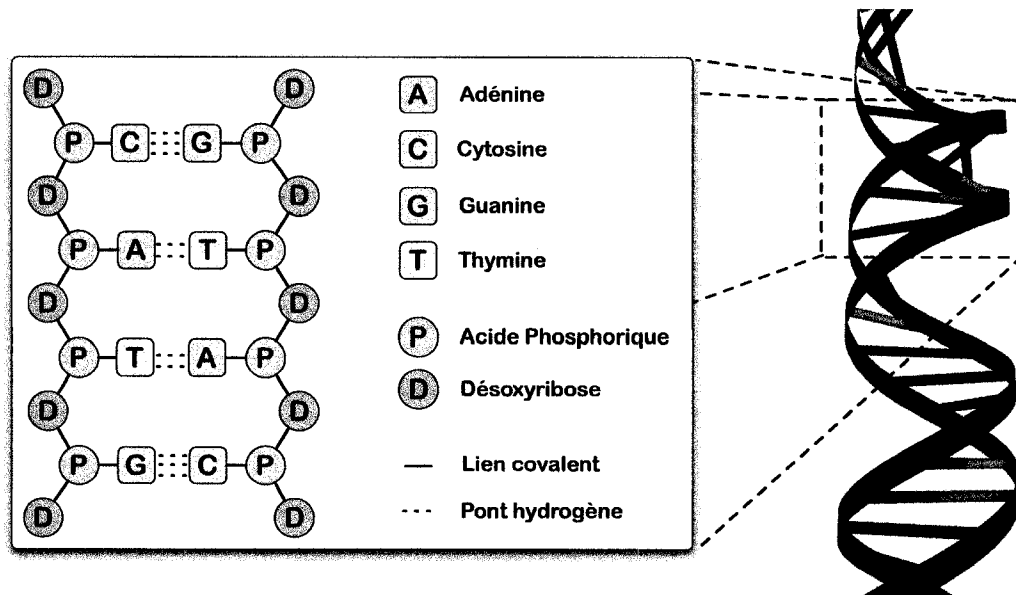 D D
P C G P
D D
P A T P
D D
P T A P
D D
P G C P
D D
A Adénine
C Cytosine
G Guanine
T Thymine
P Acide Phosphorique
D Désoxyribose
Lien covalent
Pont hydrogène